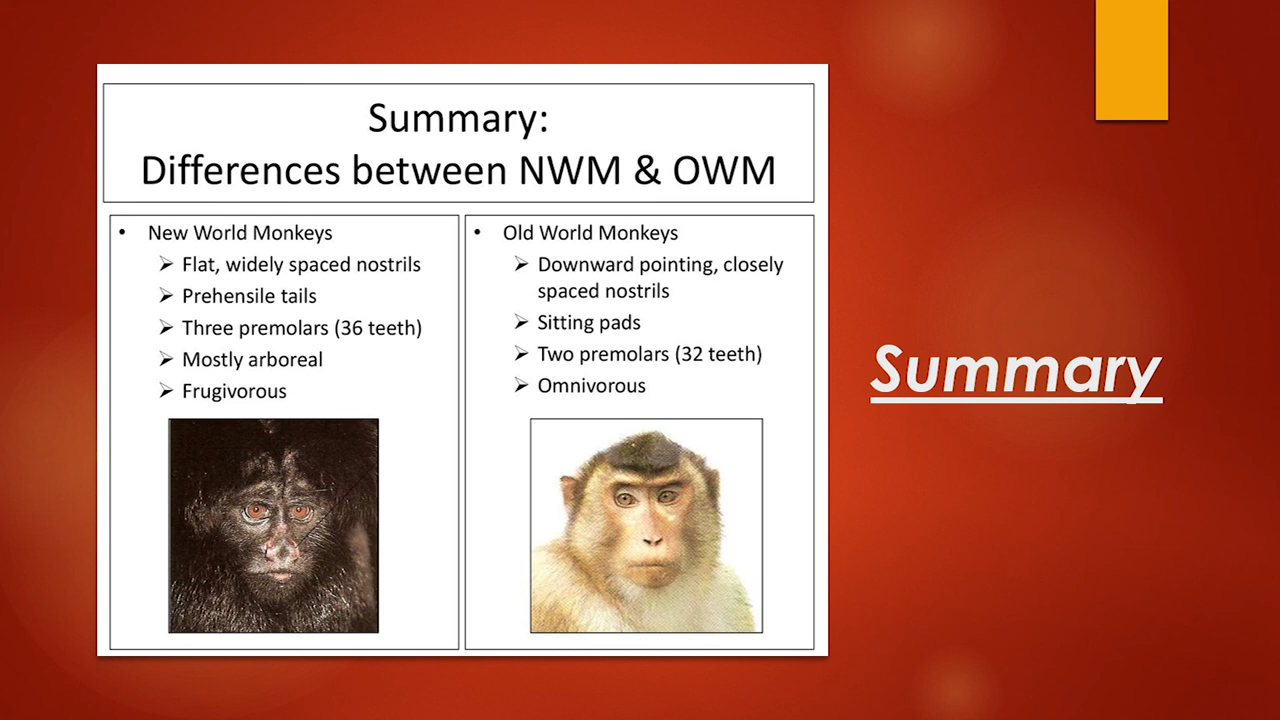 Summary:
Differences between NWM & OWM
• New World Monkeys
➢ Flat, widely spaced nostrils
➢ Prehensile tails
➢ Three premolars (36 teeth)
➢ Mostly arboreal
➢ Frugivorous
• Old World Monkeys
➢ Downward pointing, closely
spaced nostrils
➢ Sitting pads
➢ Two premolars (32 teeth)
➢ Omnivorous
Summary